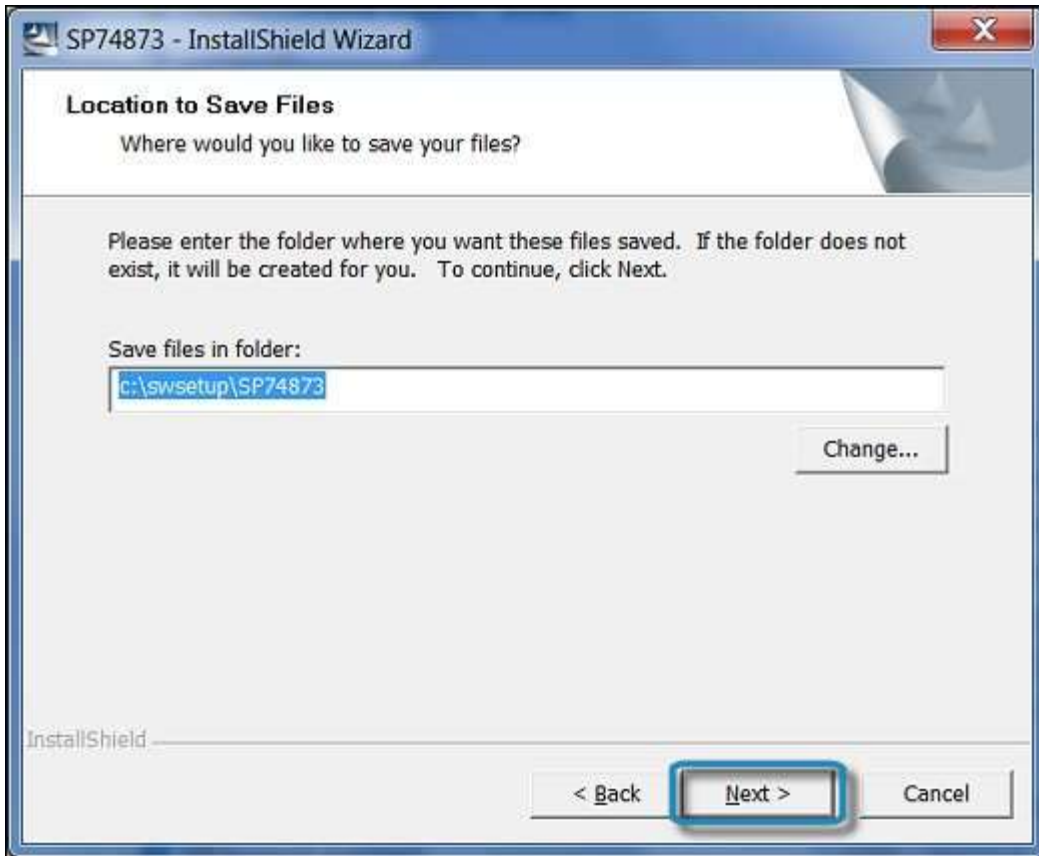 SP74873 - InstallShield Wizard
X
Location to Save Files
Where would you like to save your files?
Please enter the folder where you want these files saved.  If the folder does not
exist, it will be created for you.   To continue, click Next.
Save files in folder:
c:\swsetup\SP74873
Change...
InstallShield
< Back
Next >
Cancel